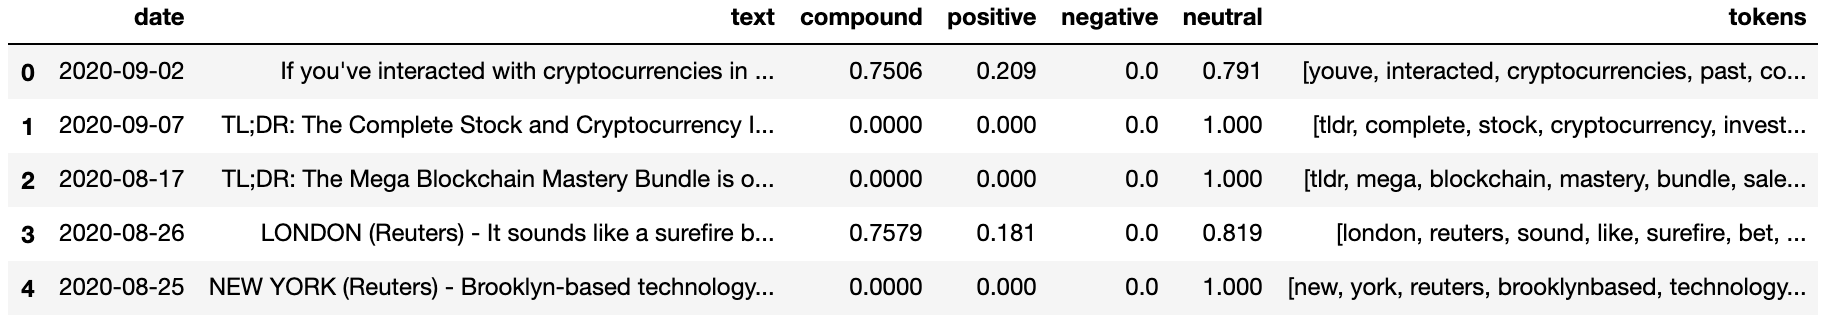 date text compound positive negative neutral tokens
0 2020-09-02 If you've interacted with cryptocurrencies in ... 0.7506 0.209 0.0 0.791 [youve, interacted, cryptocurrencies, past, co...
1 2020-09-07 TL;DR: The Complete Stock and Cryptocurrency I... 0.0000 0.000 0.0 1.000 [tldr, complete, stock, cryptocurrency, invest...
2 2020-08-17 TL;DR: The Mega Blockchain Mastery Bundle is o... 0.0000 0.000 0.0 1.000 [tldr, mega, blockchain, mastery, bundle, sale...
3 2020-08-26 LONDON (Reuters) - It sounds like a surefire b... 0.7579 0.181 0.0 0.819 [london, reuters, sound, like, surefire, bet, ...
4 2020-08-25 NEW YORK (Reuters) - Brooklyn-based technology... 0.0000 0.000 0.0 1.000 [new, york, reuters, brooklynbased, technology...